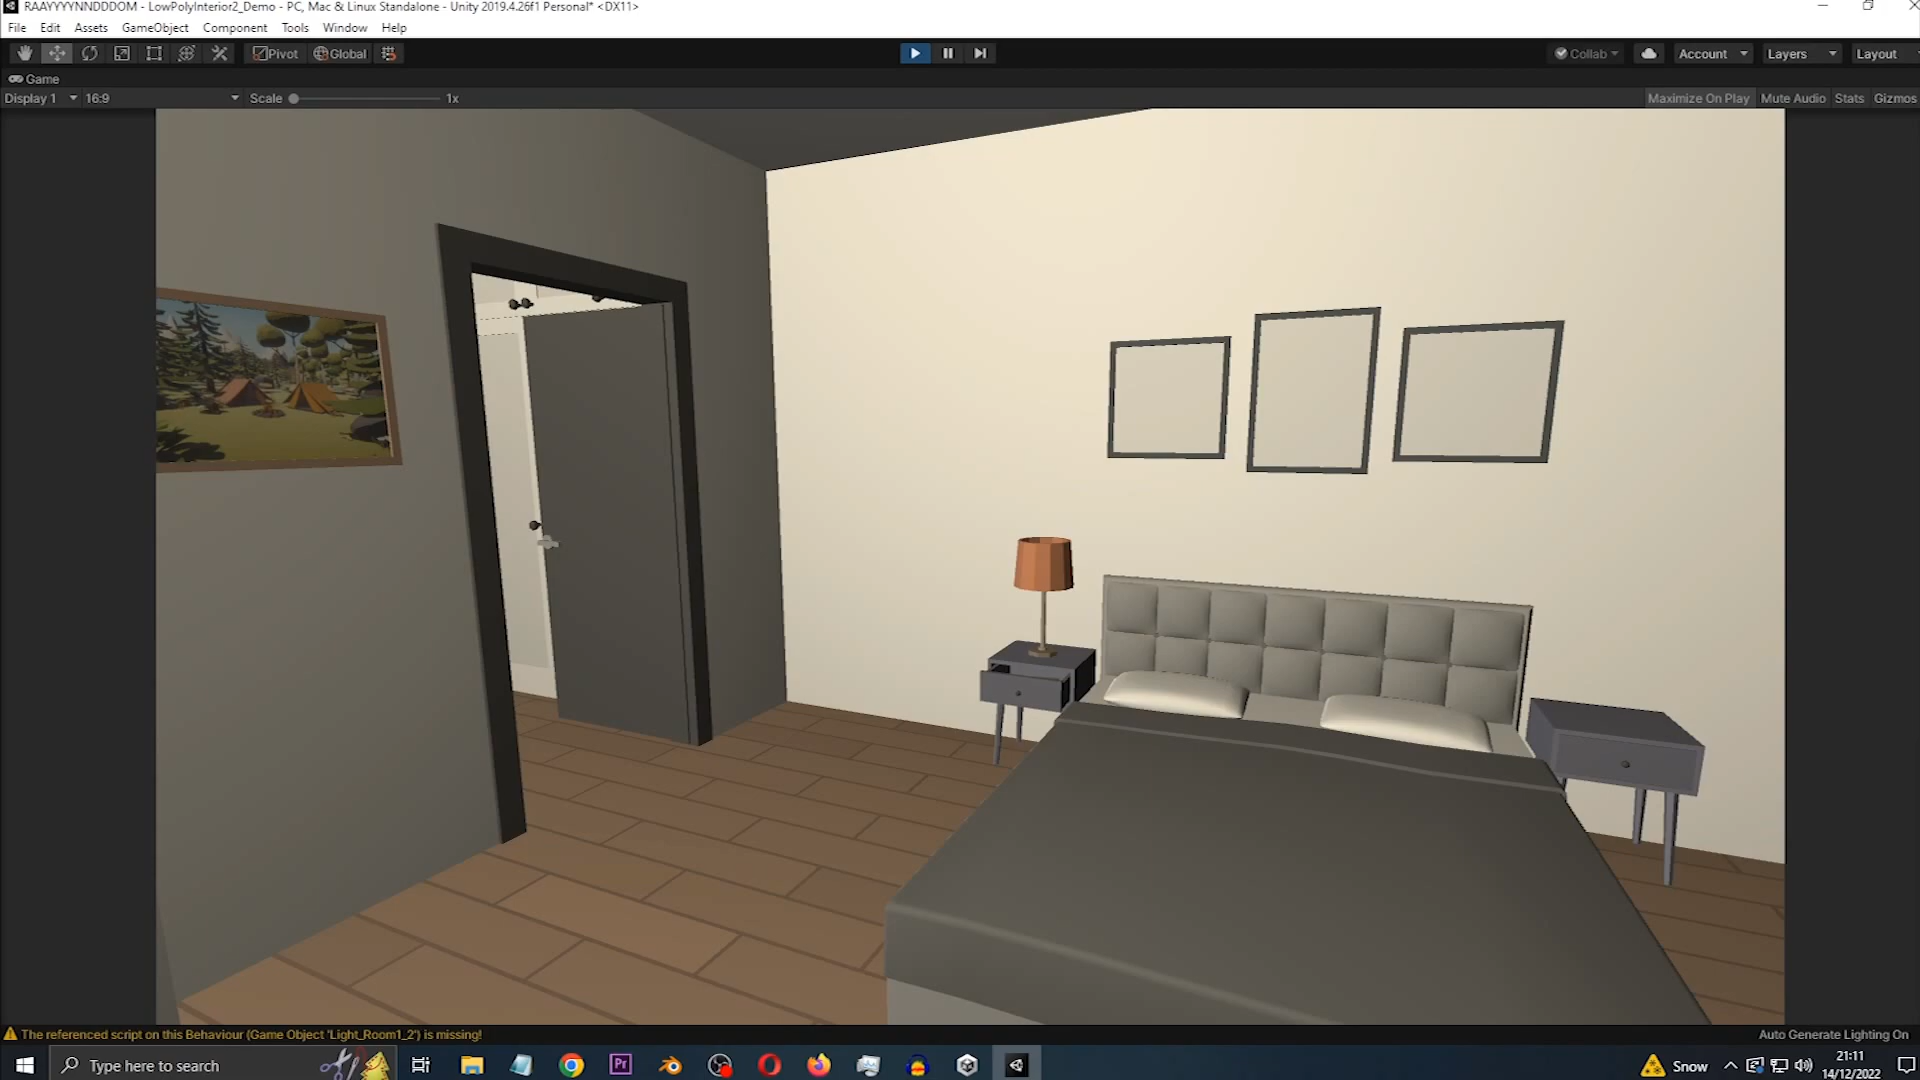 RAAYYYYNNDDDOM - LowPolyInterior2_Demo - PC, Mac & Linux Standalone - Unity 2019.4.26f1 Personal* <DX11>
File Edit Assets GameObject Component Tools Window Help
Pivot Global Collab Account Layers Layout
Game
Display 1 16:9 Scale 1x Maximize On Play Mute Audio Stats Gizmos
The referenced script on this Behaviour (Game Object 'Light_Room1_2') is missing! Auto Generate Lighting On
Type here to search Pr Snow 21:11
14/12/2022